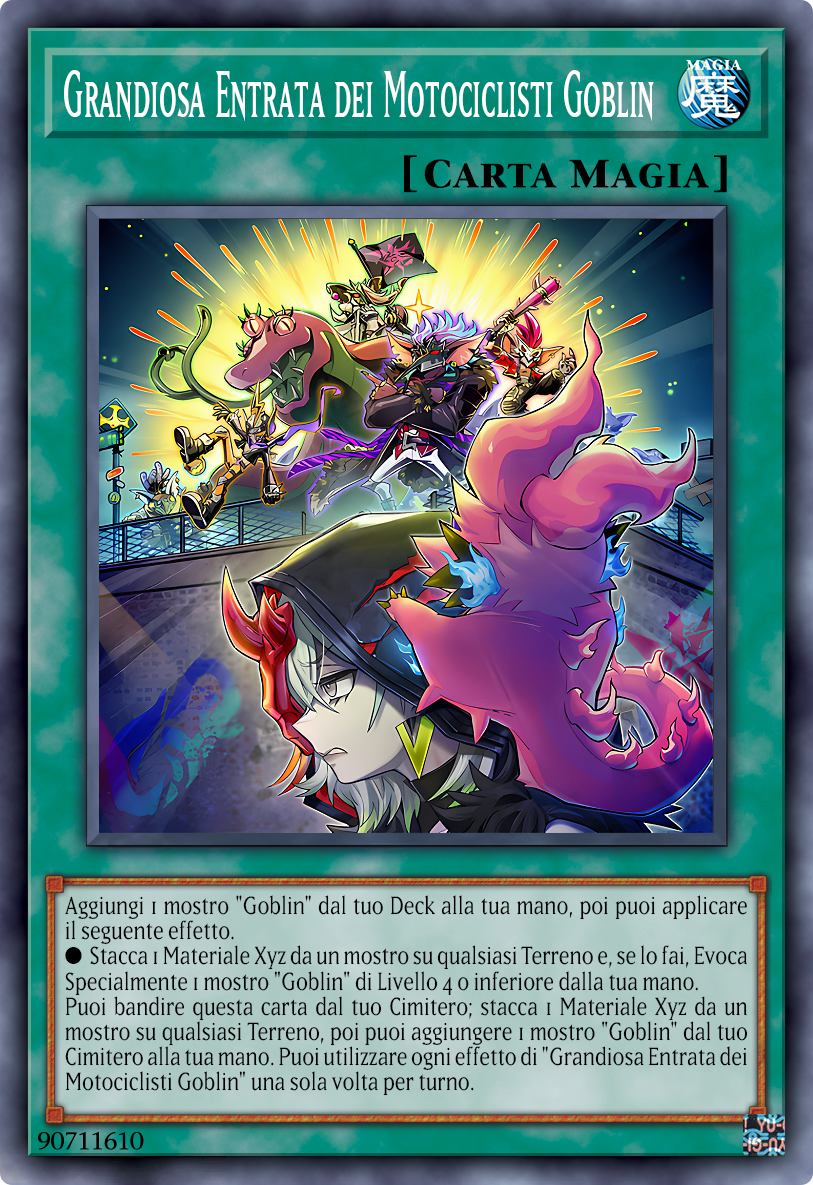 Grandiosa Entrata dei Motociclisti Goblin
MAGIA
魔
[Carta Magia]
Aggiungi 1 mostro "Goblin" dal tuo Deck alla tua mano, poi puoi applicare
il seguente effetto.
● Stacca 1 Materiale Xyz da un mostro su qualsiasi Terreno e, se lo fai, Evoca
Specialmente 1 mostro "Goblin" di Livello 4 o inferiore dalla tua mano.
Puoi bandire questa carta dal tuo Cimitero; stacca 1 Materiale Xyz da un
mostro su qualsiasi Terreno, poi puoi aggiungere 1 mostro "Goblin" dal tuo
Cimitero alla tua mano. Puoi utilizzare ogni effetto di "Grandiosa Entrata dei
Motociclisti Goblin" una sola volta per turno.
90711610